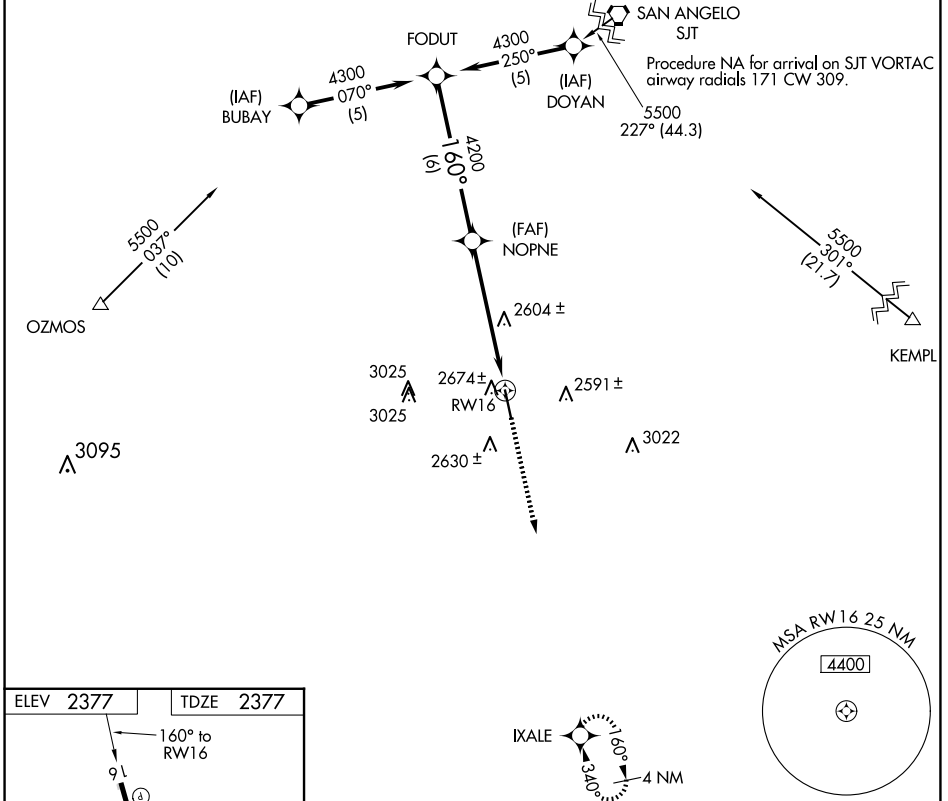 SAN ANGELO
SJT
Procedure NA for arrival on SJT VORTAC
airway radials 171 CW 309.
5500
227° (44.3)
FODUT
4300
250°
(5)
(IAF)
DOYAN
4300
070°
(5)
(IAF)
BUBAY
4200
160°
(6)
(FAF)
NOPNE
5500
037°
(10)
OZMOS
5500
301°
(21.7)
KEMPL
2604 ±
3025
3025
2674±
RW16
2591 ±
3095
2630 ±
3022
MSA RW16 25 NM
4400
ELEV 2377
TDZE 2377
160° to
RW16
16
P
IXALE
160°
340°
4 NM